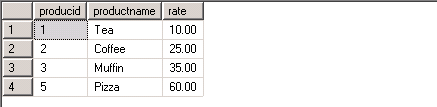 producid productname rate
1 1 Tea 10.00
2 2 Coffee 25.00
3 3 Muffin 35.00
4 5 Pizza 60.00